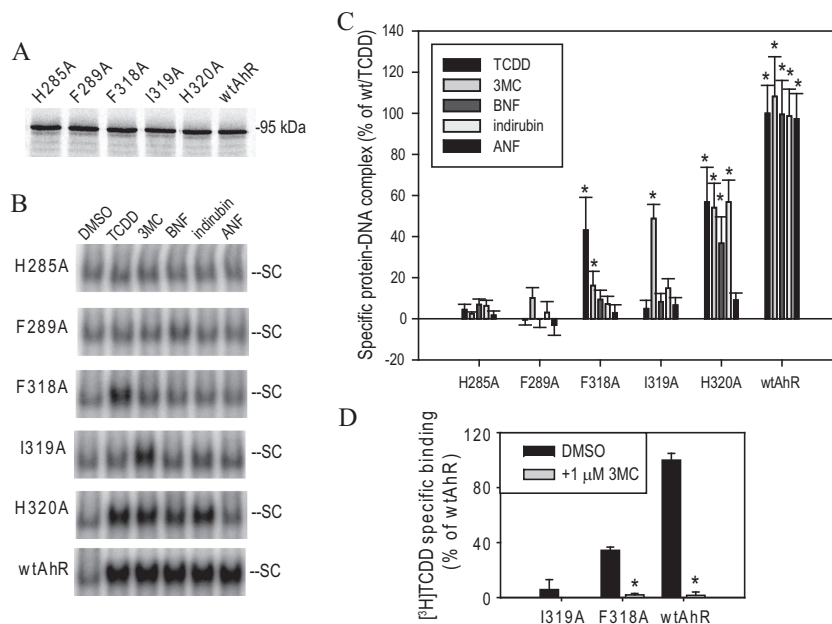 A
H285A F289A F318A I319A H320A wtAhR
-95 kDa
B
DMSO TCDD 3MC BNF indirubin ANF
H285A --SC
F289A --SC
F318A --SC
I319A --SC
H320A --SC
wtAhR --SC
C
Specific protein-DNA complex (% of wt/TCDD)
140
120
100
80
60
40
20
0
-20
TCDD
3MC
BNF
indirubin
ANF
* * * * * * * * * * * *
H285A F289A F318A I319A H320A wtAhR
D
[³H]TCDD specific binding
(% of wtAhR)
120
80
40
0
DMSO
+1 μM 3MC
* *
I319A F318A wtAhR